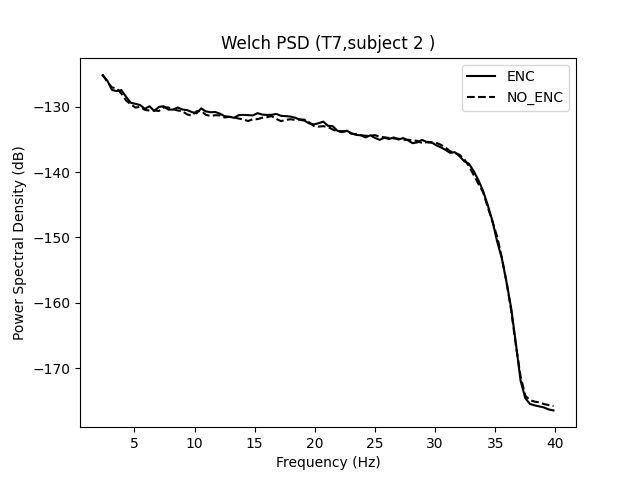 Welch PSD (T7,subject 2 )
ENC
NO_ENC
Power Spectral Density (dB)
−130
−140
−150
−160
−170
5 10 15 20 25 30 35 40
Frequency (Hz)